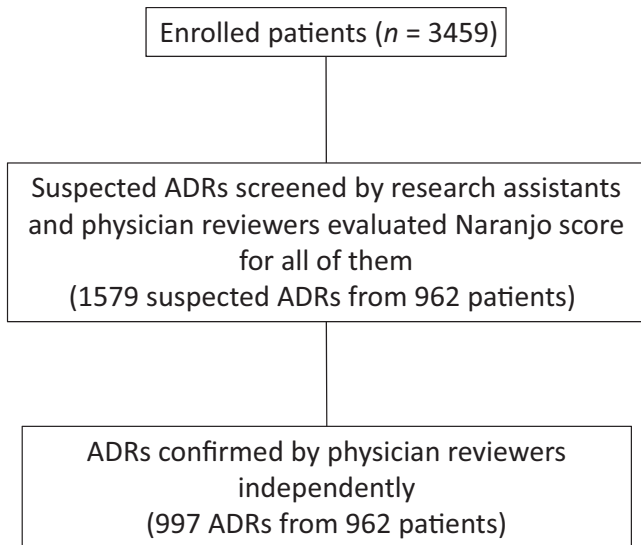 Enrolled patients (n = 3459)
Suspected ADRs screened by research assistants
and physician reviewers evaluated Naranjo score
for all of them
(1579 suspected ADRs from 962 patients)
ADRs confirmed by physician reviewers
independently
(997 ADRs from 962 patients)